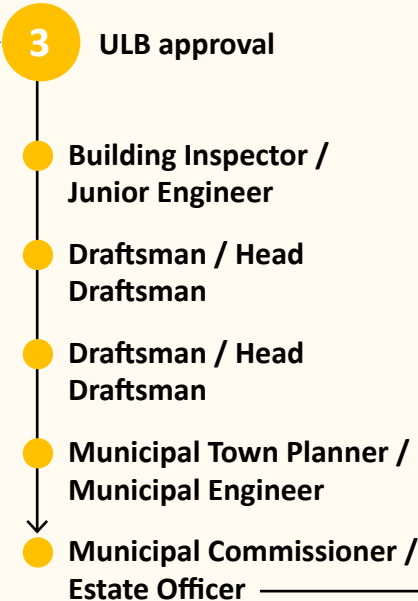 3 ULB approval
Building Inspector /
Junior Engineer
Draftsman / Head
Draftsman
Draftsman / Head
Draftsman
Municipal Town Planner /
Municipal Engineer
Municipal Commissioner /
Estate Officer